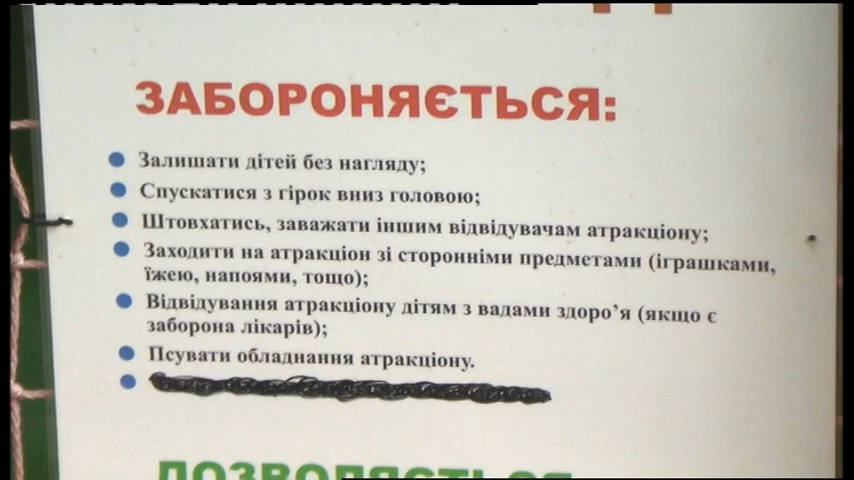 ЗАБОРОНЯЄТЬСЯ:
Залишати дітей без нагляду;
Спускатися з гірок вниз головою;
Штовхатись, заважати іншим відвідувачам атракціону;
Заходити на атракціон зі сторонніми предметами (іграшками,
їжею, напоями, тощо);
Відвідування атракціону дітям з вадами здоро’я (якщо є
заборона лікарів);
Псувати обладнання атракціону.
ДОЗВОЛЯЄТЬСЯ